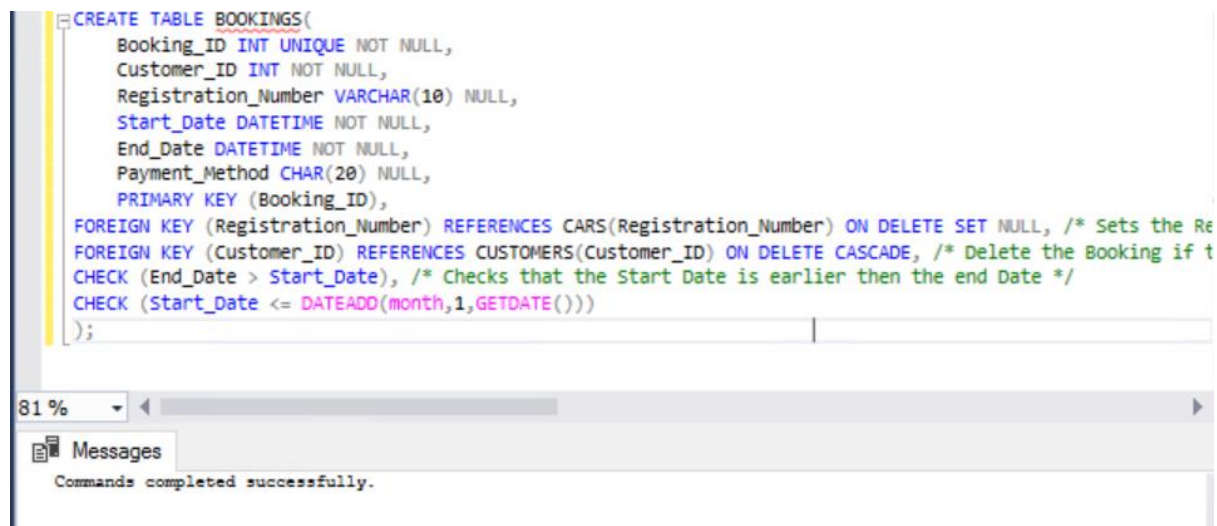 CREATE TABLE BOOKINGS(
Booking_ID INT UNIQUE NOT NULL,
Customer_ID INT NOT NULL,
Registration_Number VARCHAR(10) NULL,
Start_Date DATETIME NOT NULL,
End_Date DATETIME NOT NULL,
Payment_Method CHAR(20) NULL,
PRIMARY KEY (Booking_ID),
FOREIGN KEY (Registration_Number) REFERENCES CARS(Registration_Number) ON DELETE SET NULL, /* Sets the Re
FOREIGN KEY (Customer_ID) REFERENCES CUSTOMERS(Customer_ID) ON DELETE CASCADE, /* Delete the Booking if t
CHECK (End_Date > Start_Date), /* Checks that the Start Date is earlier then the end Date */
CHECK (Start_Date <= DATEADD(month,1,GETDATE()))
);
81 %
Messages
Commands completed successfully.